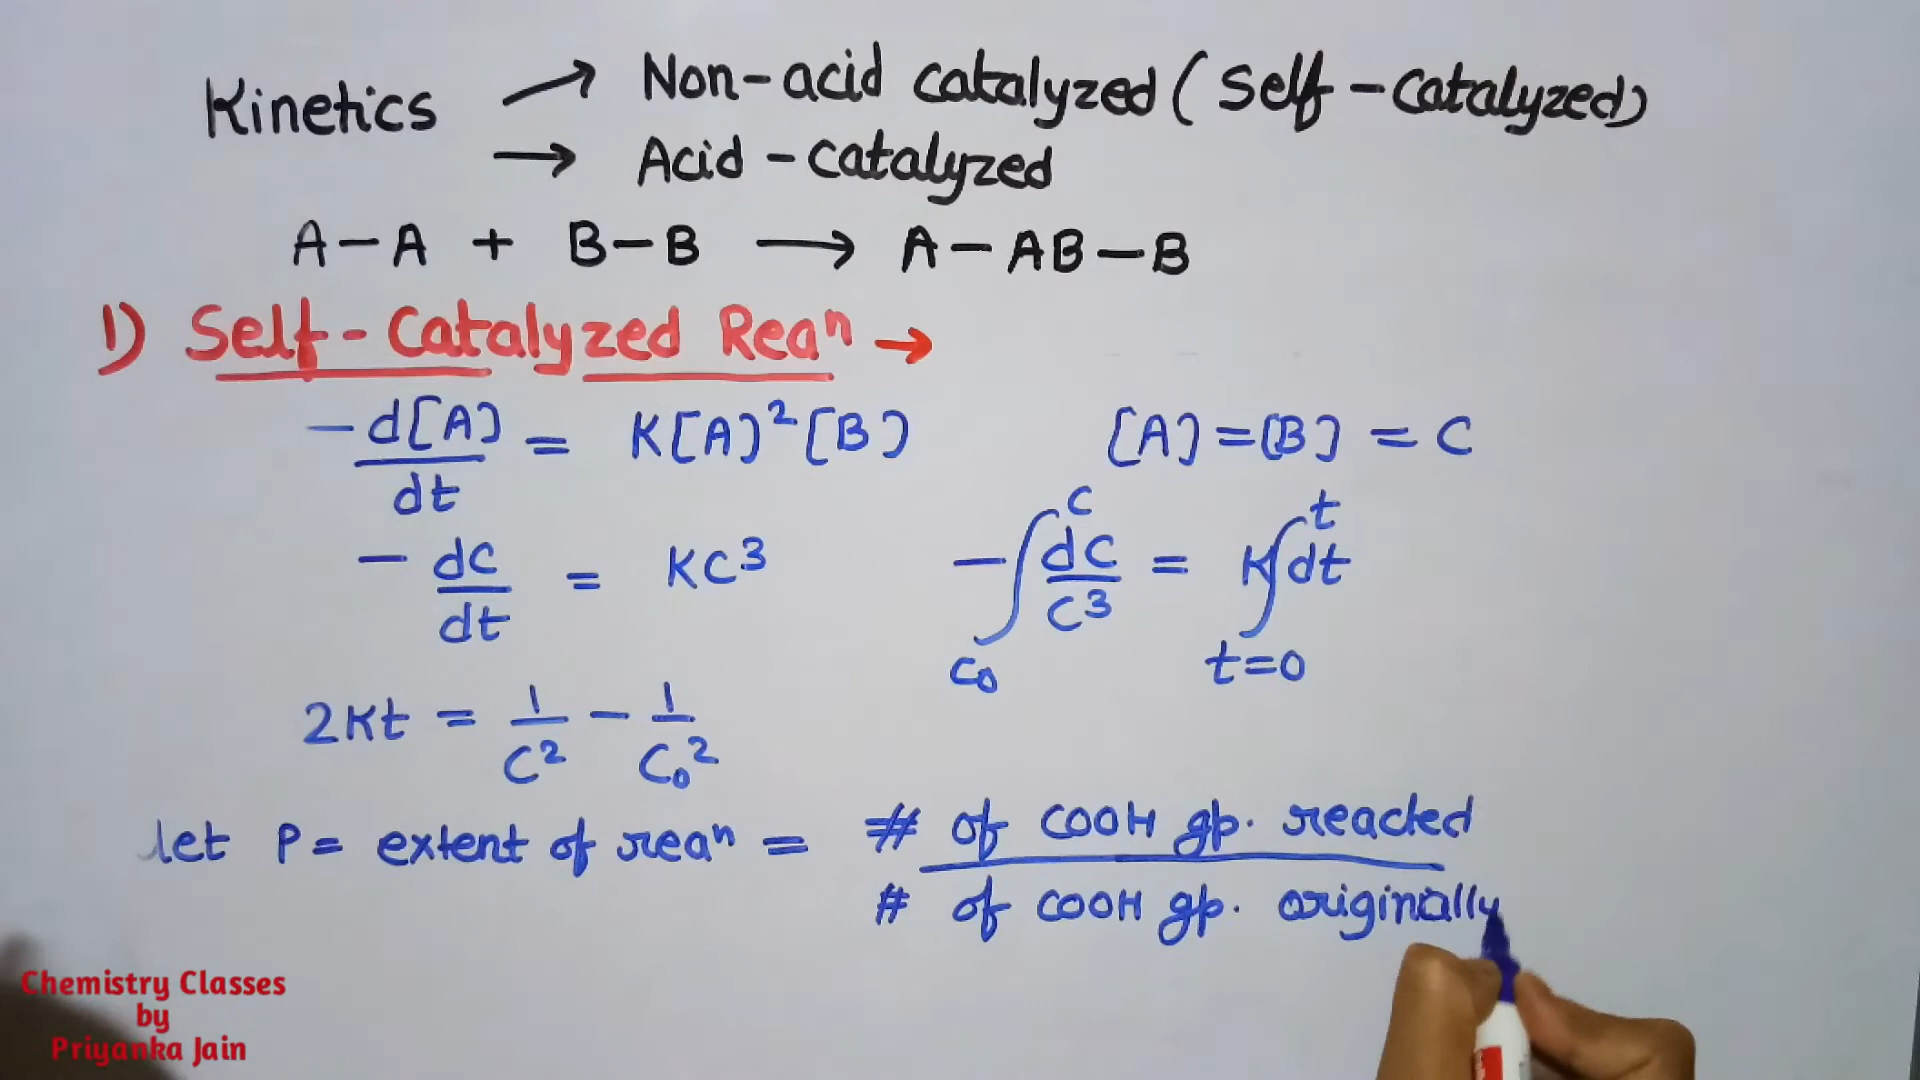 Kinetics → Non-acid catalyzed (Self-catalyzed)
→ Acid-catalyzed
A-A + B-B → A-AB-B
1) Self-Catalyzed Reaⁿ →
-d[A]/dt = K[A]²[B]    [A]=[B] = C
-dC/dt = KC³    -∫_{C₀}^{C} dC/C³ = K∫_{t=0}^{t} dt
2Kt = 1/C² - 1/C₀²
let P = extent of reaⁿ = # of COOH gp. reacted
# of COOH gp. originally
Chemistry Classes
by
Priyanka Jain